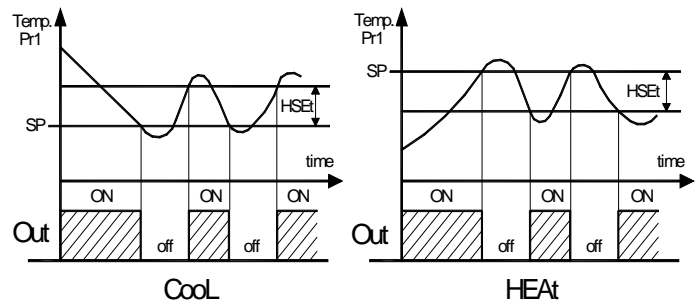 Temp.
Pr1
HSEt
SP
time
ON ON ON
Out
off off
CooL
Temp.
Pr1
SP
HSEt
time
ON ON
Out
off off
HEAt